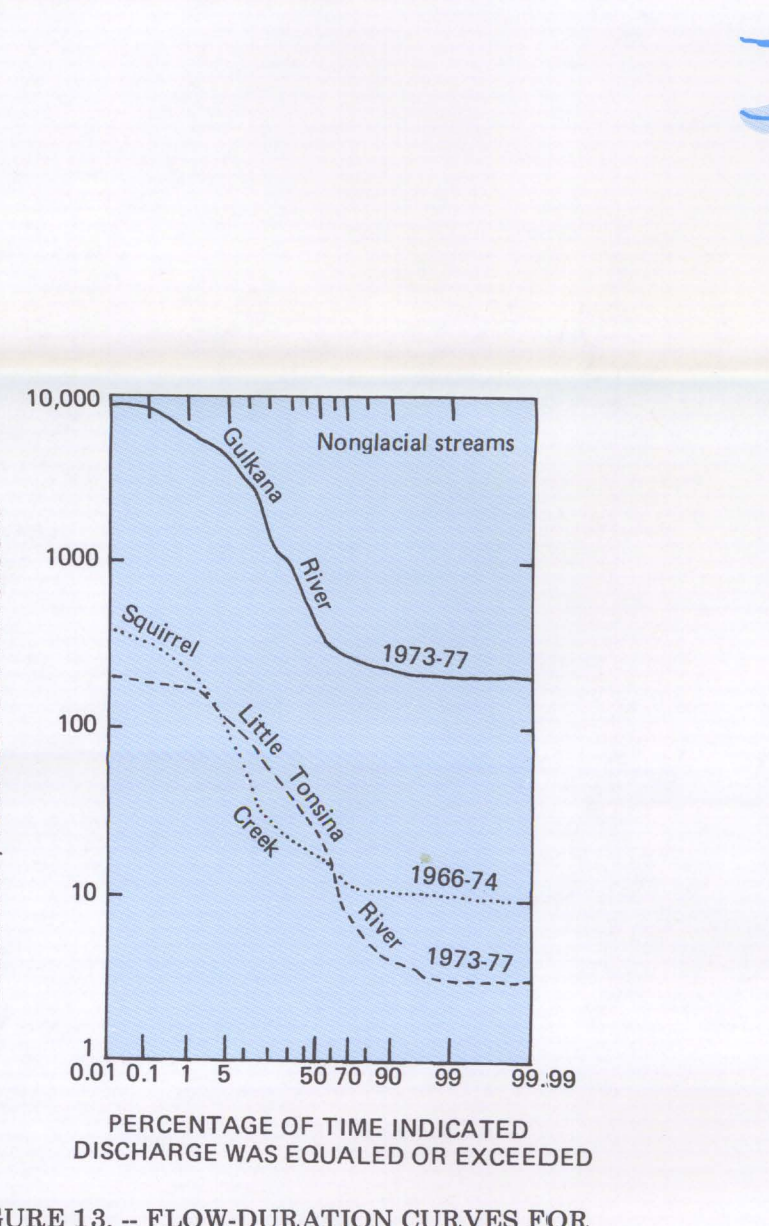 10,000
Nonglacial streams
Gulkana River
1000
Squirrel Creek
1973-77
100
Little Tonsina River
1966-74
10
1973-77
1
0.01 0.1 1 5 50 70 90 99 99.99
PERCENTAGE OF TIME INDICATED
DISCHARGE WAS EQUALED OR EXCEEDED
GURE 13. -- FLOW-DURATION CURVES FOR